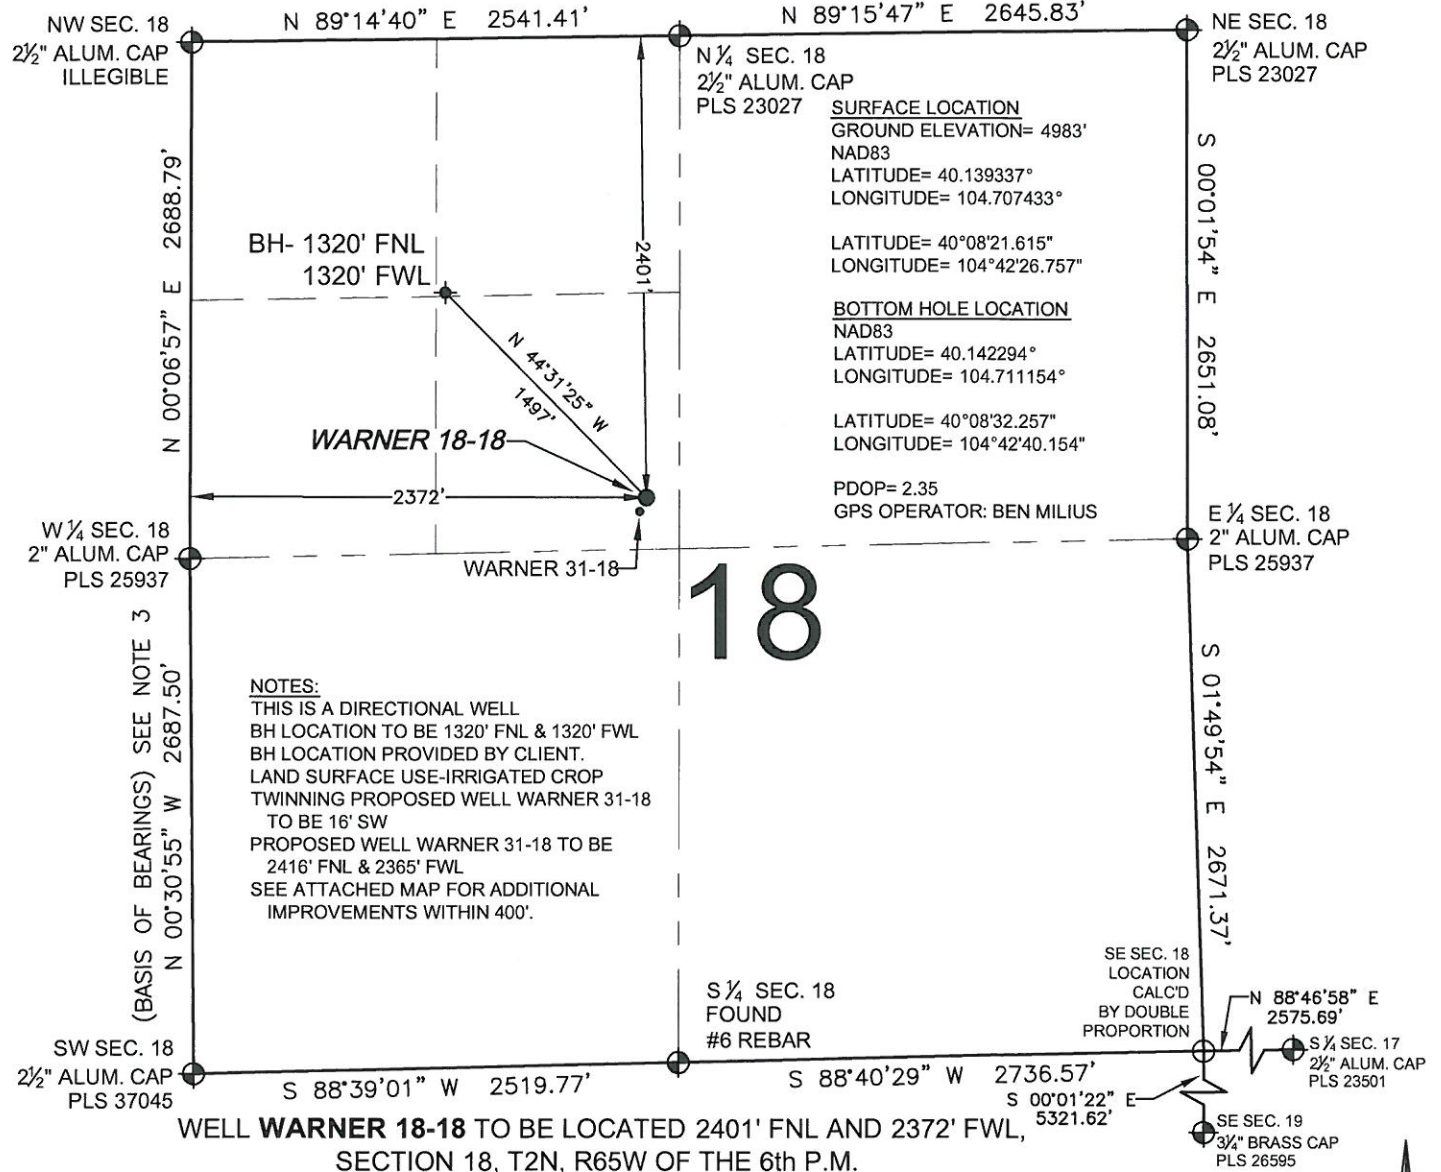 N 89°14'40" E 2541.41'
N 89°15'47" E 2645.83'
NW SEC. 18
2½" ALUM. CAP
ILLEGIBLE
N ¼ SEC. 18
2½" ALUM. CAP
PLS 23027
NE SEC. 18
2½" ALUM. CAP
PLS 23027
SURFACE LOCATION
GROUND ELEVATION= 4983'
NAD83
LATITUDE= 40.139337°
LONGITUDE= 104.707433°
LATITUDE= 40°08'21.615"
LONGITUDE= 104°42'26.757"
BOTTOM HOLE LOCATION
NAD83
LATITUDE= 40.142294°
LONGITUDE= 104.711154°
LATITUDE= 40°08'32.257"
LONGITUDE= 104°42'40.154"
PDOP= 2.35
GPS OPERATOR: BEN MILIUS
N 00°06'57" E 2688.79'
BH- 1320' FNL
1320' FWL
2401'
N 44°31'25" W
1497'
WARNER 18-18
2372'
WARNER 31-18
S 00°01'54" E 2651.08'
W ¼ SEC. 18
2" ALUM. CAP
PLS 25937
E ¼ SEC. 18
2" ALUM. CAP
PLS 25937
18
(BASIS OF BEARINGS) SEE NOTE 3
N 00°30'55" W 2687.50'
NOTES:
THIS IS A DIRECTIONAL WELL
BH LOCATION TO BE 1320' FNL & 1320' FWL
BH LOCATION PROVIDED BY CLIENT.
LAND SURFACE USE-IRRIGATED CROP
TWINNING PROPOSED WELL WARNER 31-18
TO BE 16' SW
PROPOSED WELL WARNER 31-18 TO BE
2416' FNL & 2365' FWL
SEE ATTACHED MAP FOR ADDITIONAL
IMPROVEMENTS WITHIN 400'.
S 01°49'54" E 2671.37'
SE SEC. 18
LOCATION
CALC'D
BY DOUBLE
PROPORTION
N 88°46'58" E
2575.69'
S ¼ SEC. 17
2½" ALUM. CAP
PLS 23501
S ¼ SEC. 18
FOUND
#6 REBAR
SW SEC. 18
2½" ALUM. CAP
PLS 37045
S 88°39'01" W 2519.77'
S 88°40'29" W 2736.57'
S 00°01'22" E
5321.62'
SE SEC. 19
3¼" BRASS CAP
PLS 26595
WELL WARNER 18-18 TO BE LOCATED 2401' FNL AND 2372' FWL,
SECTION 18, T2N, R65W OF THE 6th P.M.